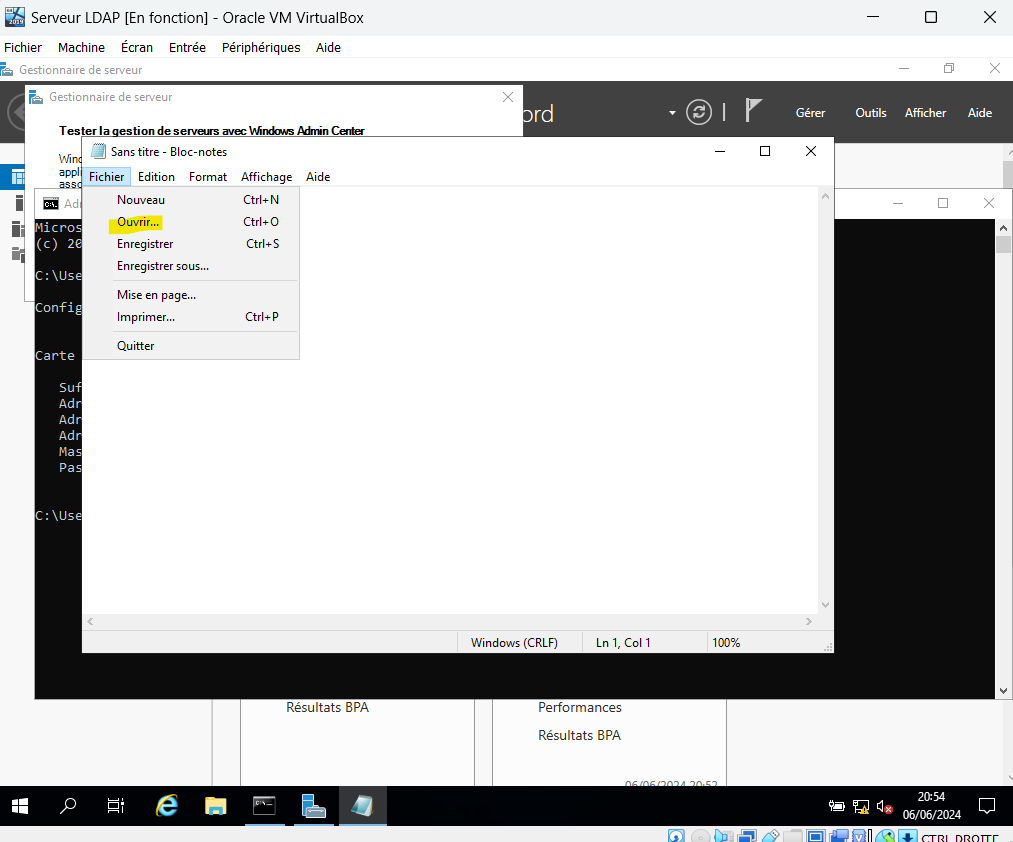 Serveur LDAP [En fonction] - Oracle VM VirtualBox
Fichier Machine Écran Entrée Périphériques Aide
Gestionnaire de serveur
Gestionnaire de serveur
ord
Gérer Outils Afficher Aide
Tester la gestion de serveurs avec Windows Admin Center
Wind
appli
asso
Sans titre - Bloc-notes
Fichier Edition Format Affichage Aide
Nouveau Ctrl+N
Ouvrir... Ctrl+O
Enregistrer Ctrl+S
Enregistrer sous...
Mise en page...
Imprimer... Ctrl+P
Quitter
Adr
Micros
(c) 20
C:\Use
Config
Carte
Suf
Adr
Adr
Adr
Mas
Pas
C:\Use
Windows (CRLF) Ln 1, Col 1 100%
Résultats BPA
Performances
Résultats BPA
06/06/2024 20:52
20:54
06/06/2024
CTRL DROITE